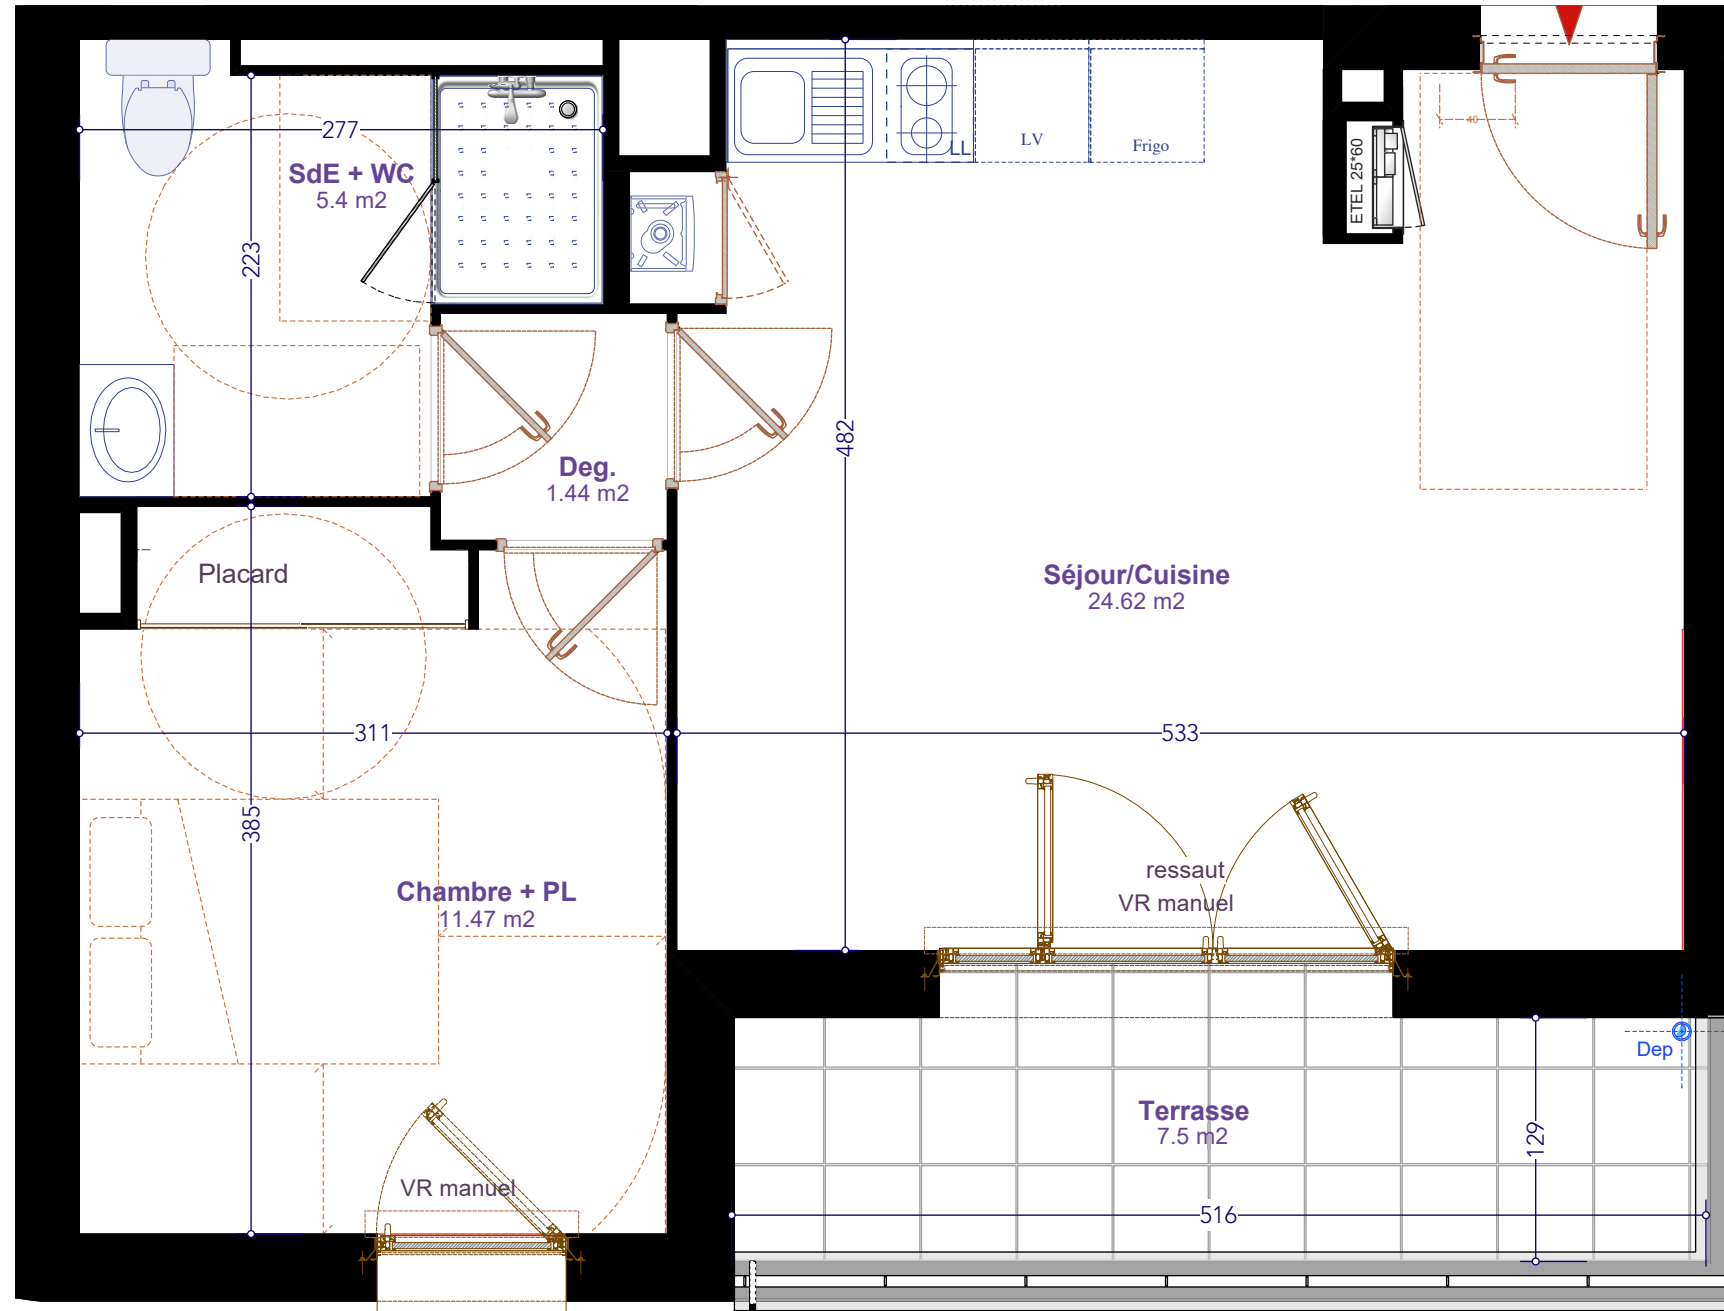 277
SdE + WC
5.4 m2
223
LL
LV
Frigo
ETEL 25*60
40
482
Deg.
1.44 m2
Placard
Séjour/Cuisine
24.62 m2
311
533
385
Chambre + PL
11.47 m2
ressaut
VR manuel
Dep
Terrasse
7.5 m2
129
VR manuel
516